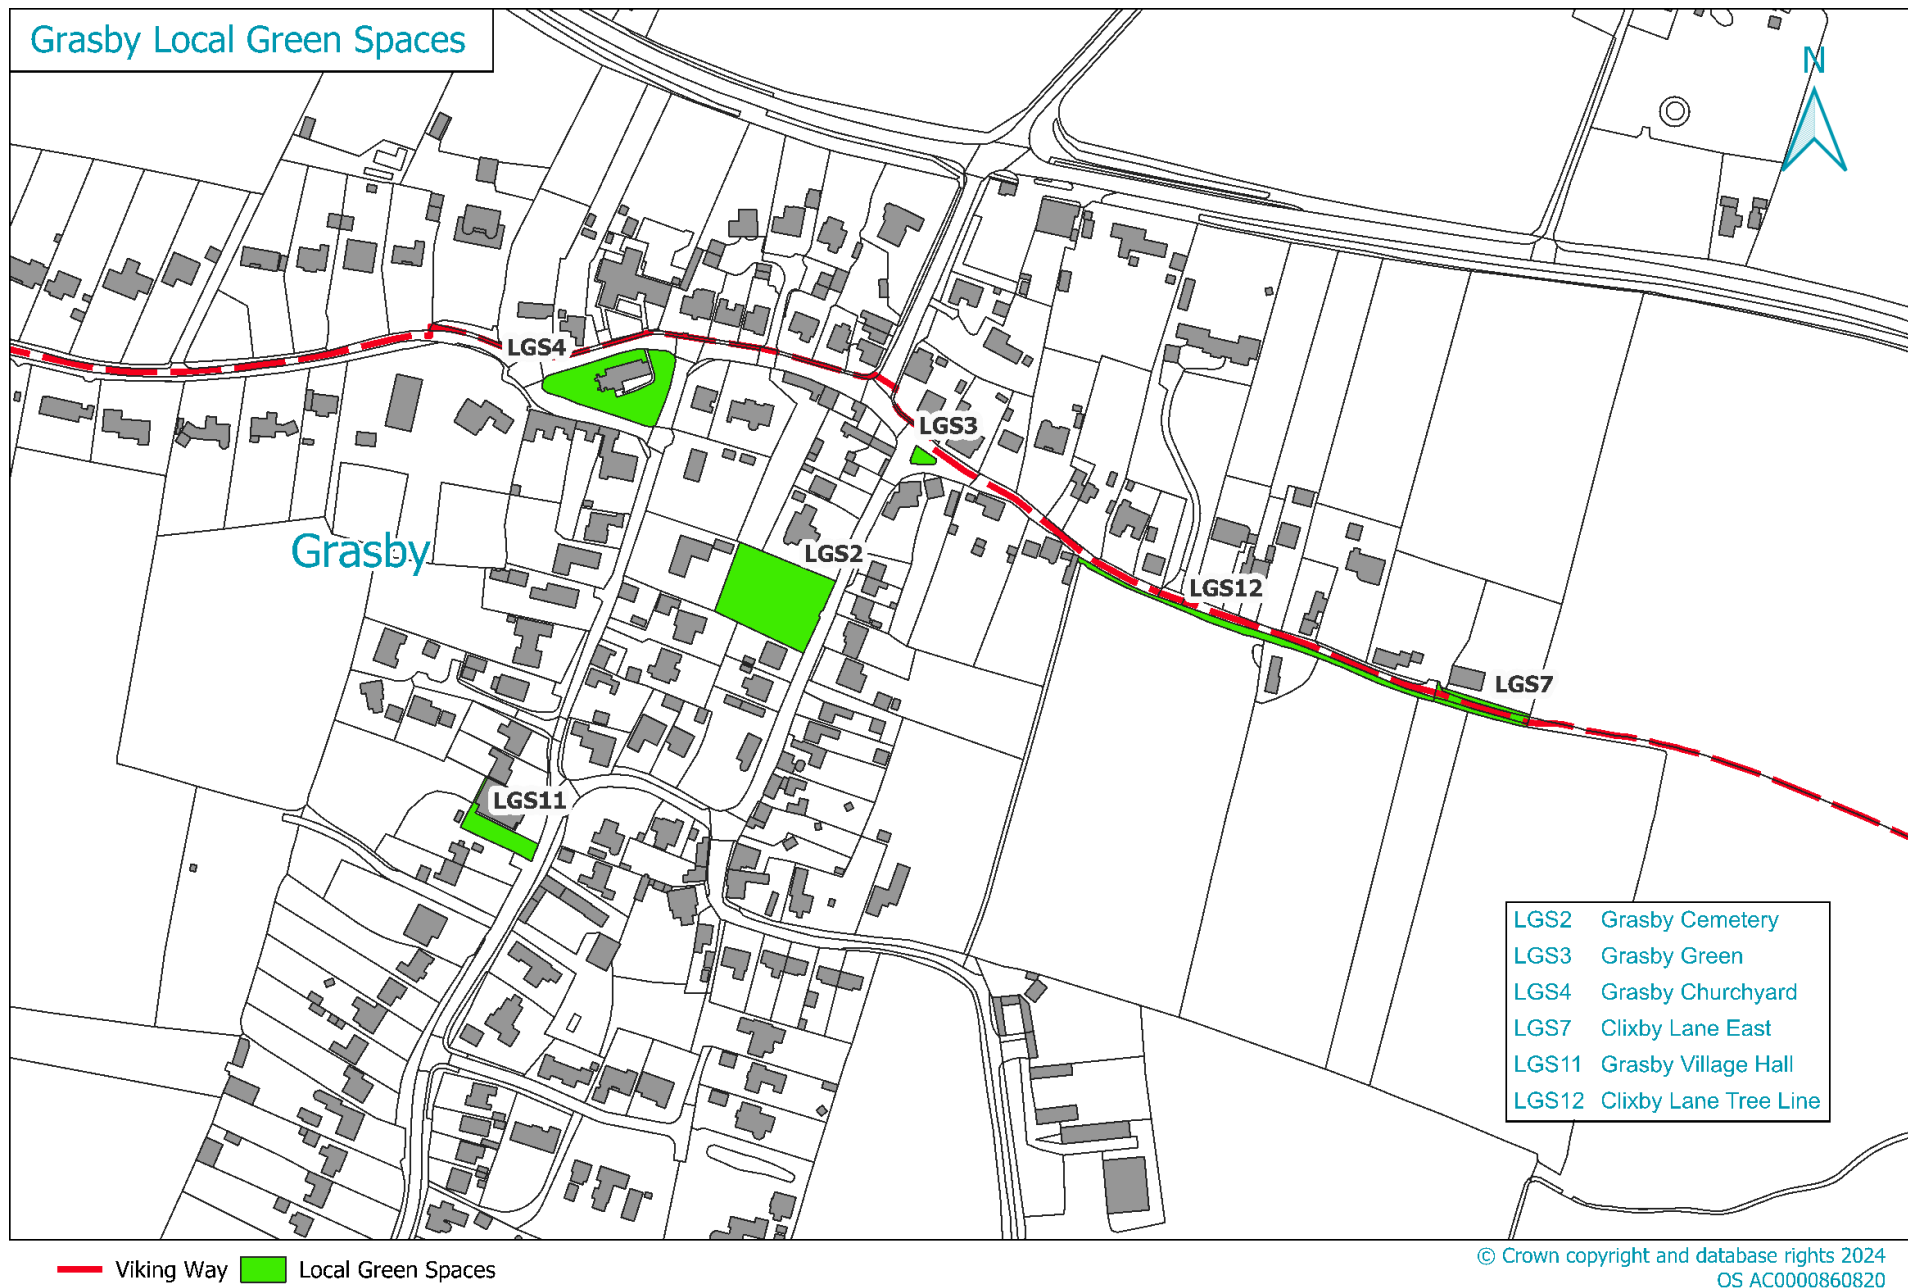 Grasby Local Green Spaces
N
LGS4
LGS3
Grasby
LGS2
LGS12
LGS7
LGS11
LGS2 Grasby Cemetery
LGS3 Grasby Green
LGS4 Grasby Churchyard
LGS7 Clixby Lane East
LGS11 Grasby Village Hall
LGS12 Clixby Lane Tree Line
Viking Way
Local Green Spaces
© Crown copyright and database rights 2024
OS AC0000860820